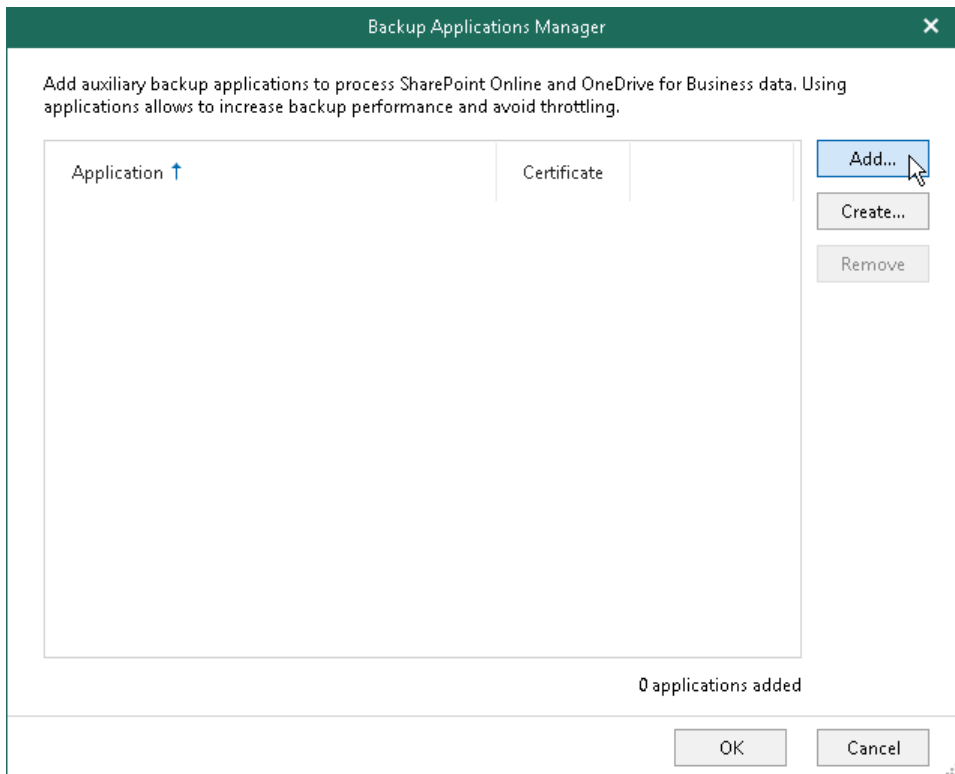 Backup Applications Manager
Add auxiliary backup applications to process SharePoint Online and OneDrive for Business data. Using
applications allows to increase backup performance and avoid throttling.
Application ↑
Certificate
Add...
Create...
Remove
0 applications added
OK
Cancel